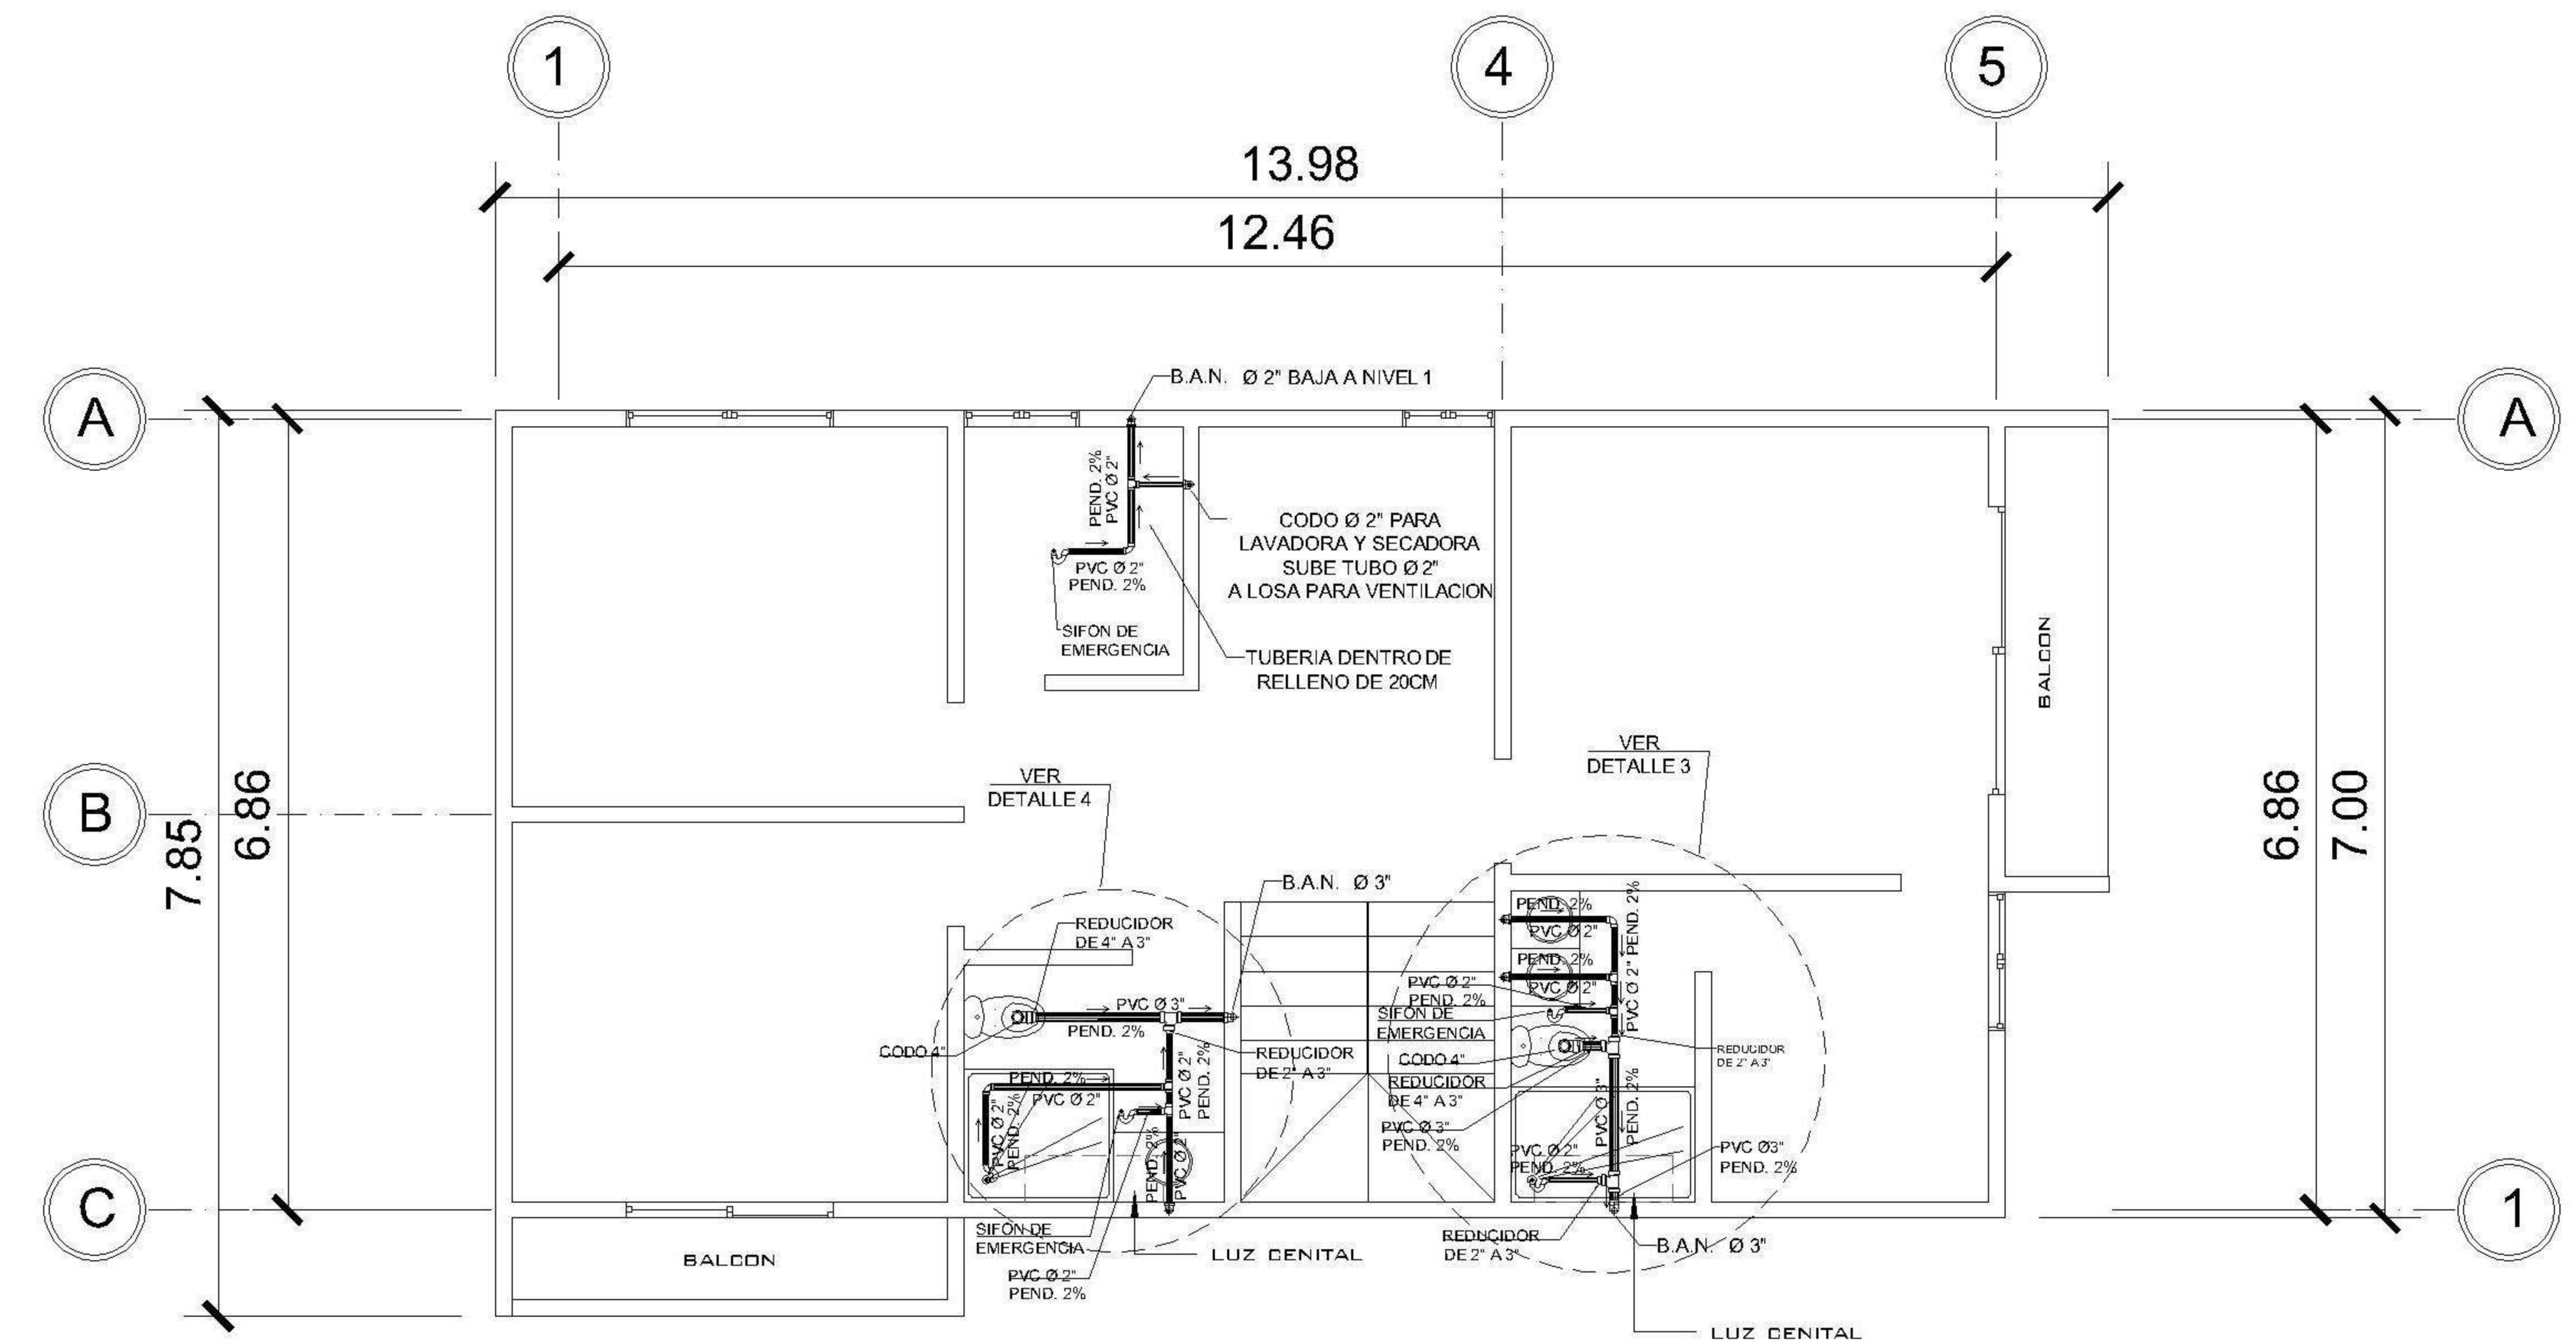 1
4
5
13.98
12.46
A
A
B
C
1
7.85
6.86
6.86
7.00
B.A.N. Ø 2" BAJA A NIVEL 1
PEND. 2%
PVC Ø 2"
PVC Ø 2"
PEND. 2%
SIFON DE
EMERGENCIA
CODO Ø 2" PARA
LAVADORA Y SECADORA
SUBE TUBO Ø 2"
A LOSA PARA VENTILACION
TUBERIA DENTRO DE
RELLENO DE 20CM
BALCON
VER
DETALLE 4
VER
DETALLE 3
B.A.N. Ø 3"
REDUCIDOR
DE 4" A 3"
PVC Ø 3"
PEND. 2%
CODO 4"
REDUCIDOR
DE 2" A 3"
PEND. 2%
PVC Ø 2"
PVC Ø 2"
PEND. 2%
PVC Ø 2"
PEND. 2%
PEND. 2%
PVC Ø 2"
SIFON DE
EMERGENCIA
PVC Ø 2"
PEND. 2%
LUZ CENITAL
BALCON
PEND. 2%
PVC Ø 2"
PEND. 2%
PVC Ø 2"
PVC Ø 2" PEND. 2%
PVC Ø 2"
PEND. 2%
SIFON DE
EMERGENCIA
CODO 4"
REDUCIDOR
DE 4" A 3"
PVC Ø 3"
PEND. 2%
REDUCIDOR
DE 2" A 3"
PVC Ø 3"
PEND. 2%
PVC Ø 2"
PEND. 2%
PVC Ø3"
PEND. 2%
REDUCIDOR
DE 2" A 3"
B.A.N. Ø 3"
LUZ CENITAL